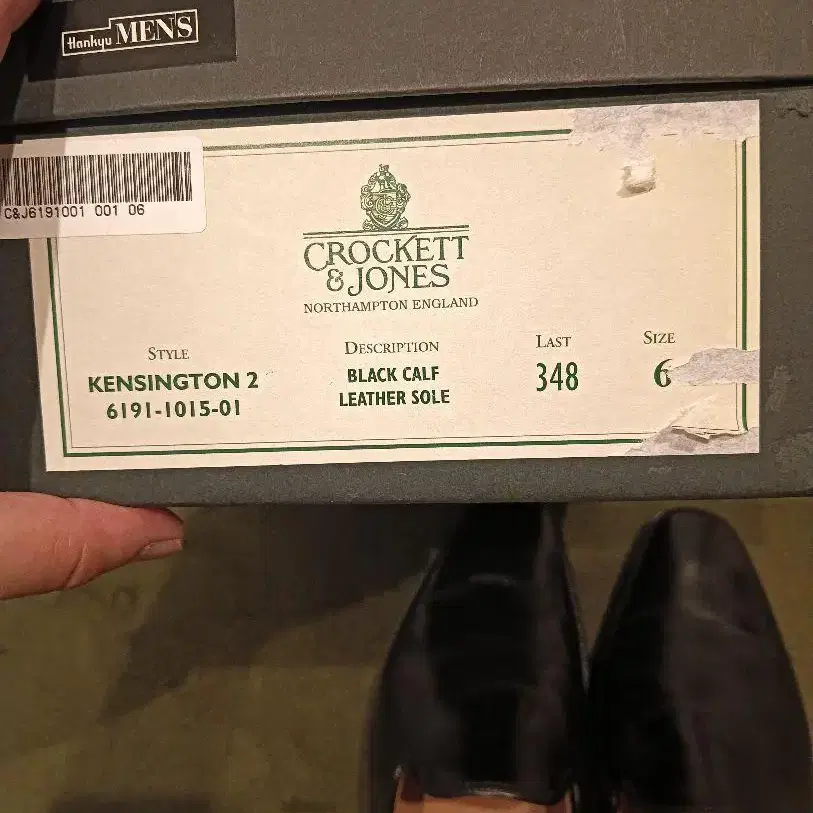 Hankyu MEN'S
C&J6191001 001 06
CROCKETT
& JONES
NORTHAMPTON ENGLAND
STYLE
KENSINGTON 2
6191-1015-01
DESCRIPTION
BLACK CALF
LEATHER SOLE
LAST
348
SIZE
6